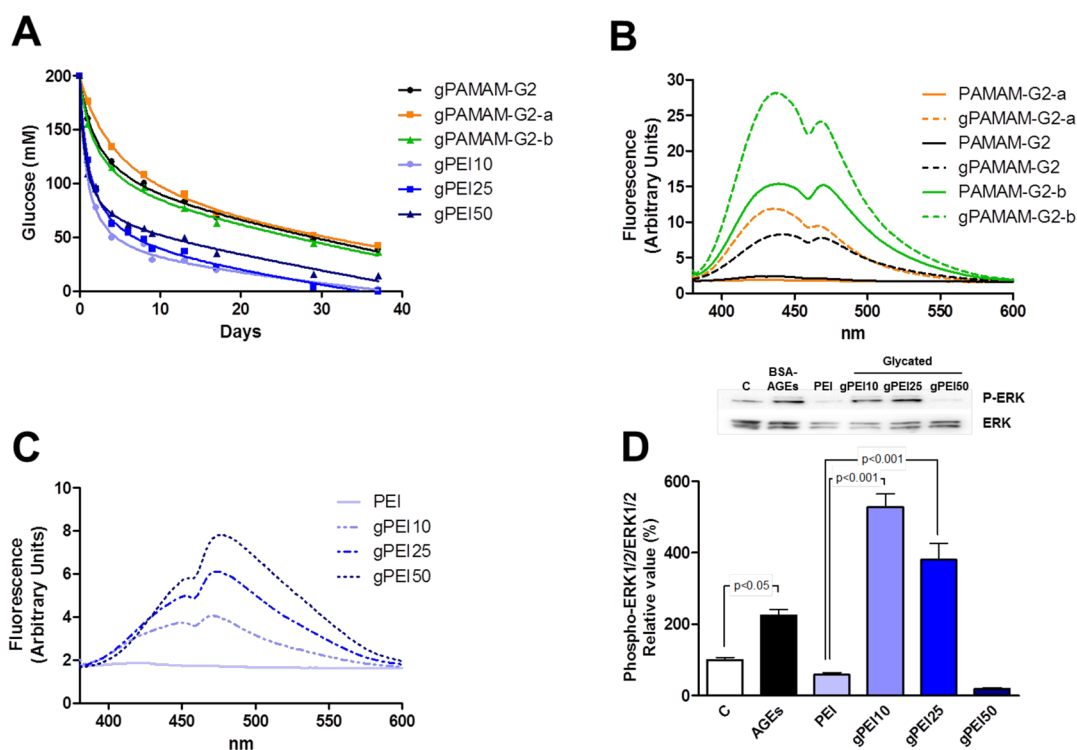 A
200
150
100
50
0
Glucose (mM)
0 10 20 30 40
Days
gPAMAM-G2
gPAMAM-G2-a
gPAMAM-G2-b
gPEI10
gPEI25
gPEI50
B
30
25
20
15
10
5
0
Fluorescence
(Arbitrary Units)
400 450 500 550 600
nm
PAMAM-G2-a
gPAMAM-G2-a
PAMAM-G2
gPAMAM-G2
PAMAM-G2-b
gPAMAM-G2-b
C
10
8
6
4
2
0
Fluorescence
(Arbitrary Units)
400 450 500 550 600
nm
PEI
gPEI10
gPEI25
gPEI50
Glycated
C BSA-AGEs PEI gPEI10 gPEI25 gPEI50
P-ERK
ERK
D
600
400
200
0
Phospho-ERK1/2/ERK1/2
Relative value (%)
p<0.05
p<0.001
p<0.001
C AGEs PEI gPEI10 gPEI25 gPEI50